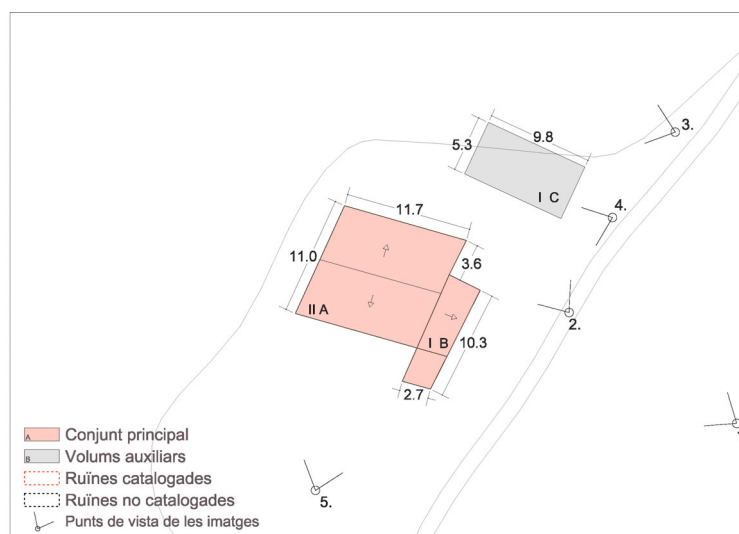 9.8
3.
5.3
I C
4.
11.7
11.0
3.6
II A
2.
I B
10.3
2.7
A Conjunt principal
B Volums auxiliars
Ruïnes catalogades
Ruïnes no catalogades
5.
Punts de vista de les imatges